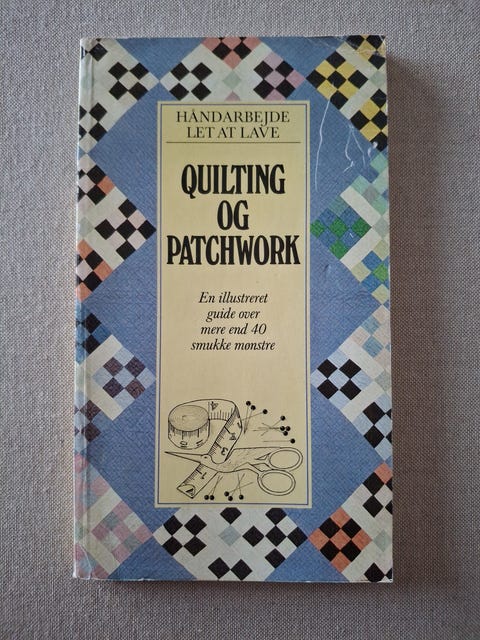 HÅNDARBEJDE
LET AT LAVE
QUILTING
OG
PATCHWORK
En illustreret
guide over
mere end 40
smukke mønstre